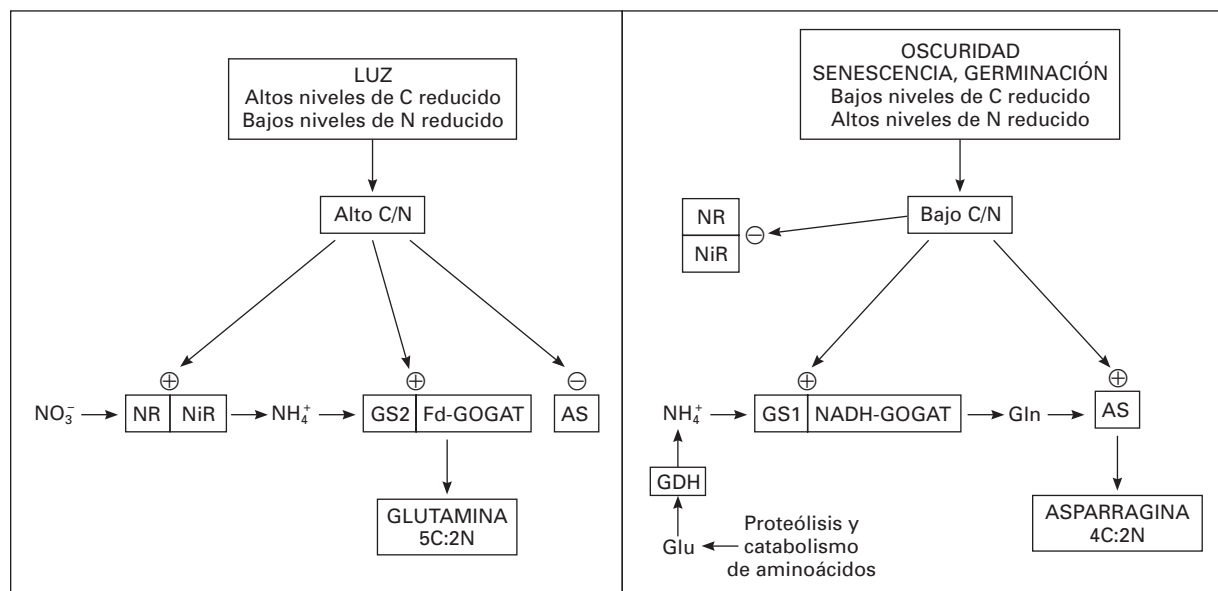 LUZ
Altos niveles de C reducido
Bajos niveles de N reducido
Alto C/N
⊕ ⊕ ⊖
NO₃⁻ NR NiR NH₄⁺ GS2 Fd-GOGAT AS
GLUTAMINA
5C:2N
OSCURIDAD
SENESCENCIA, GERMINACIÓN
Bajos niveles de C reducido
Altos niveles de N reducido
NR
NiR
⊖
Bajo C/N
⊕ ⊕
NH₄⁺ GS1 NADH-GOGAT Gln AS
GDH
Glu
Proteólisis y
catabolismo
de aminoácidos
ASPARRAGINA
4C:2N